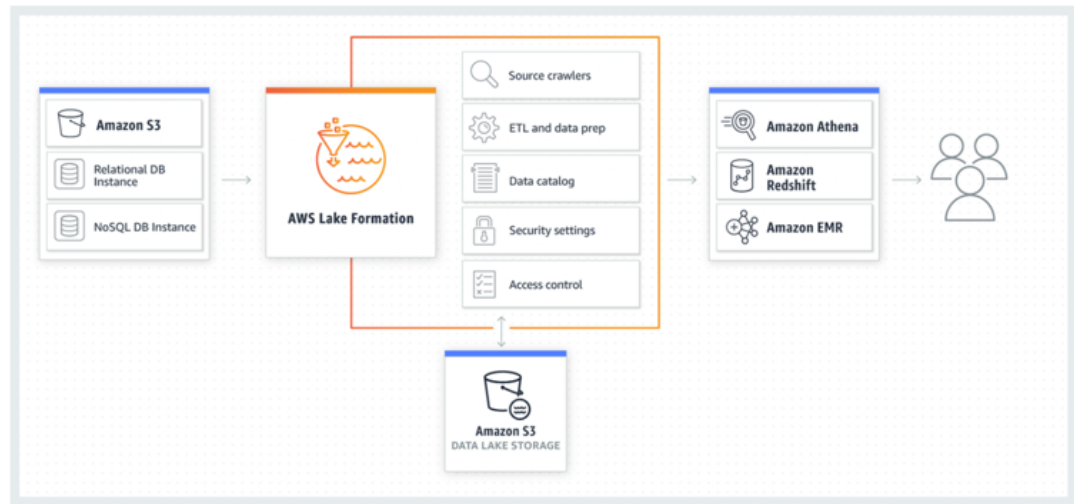 Amazon S3
Relational DB
Instance
NoSQL DB Instance
AWS Lake Formation
Source crawlers
ETL and data prep
Data catalog
Security settings
Access control
Amazon S3
DATA LAKE STORAGE
Amazon Athena
Amazon
Redshift
Amazon EMR